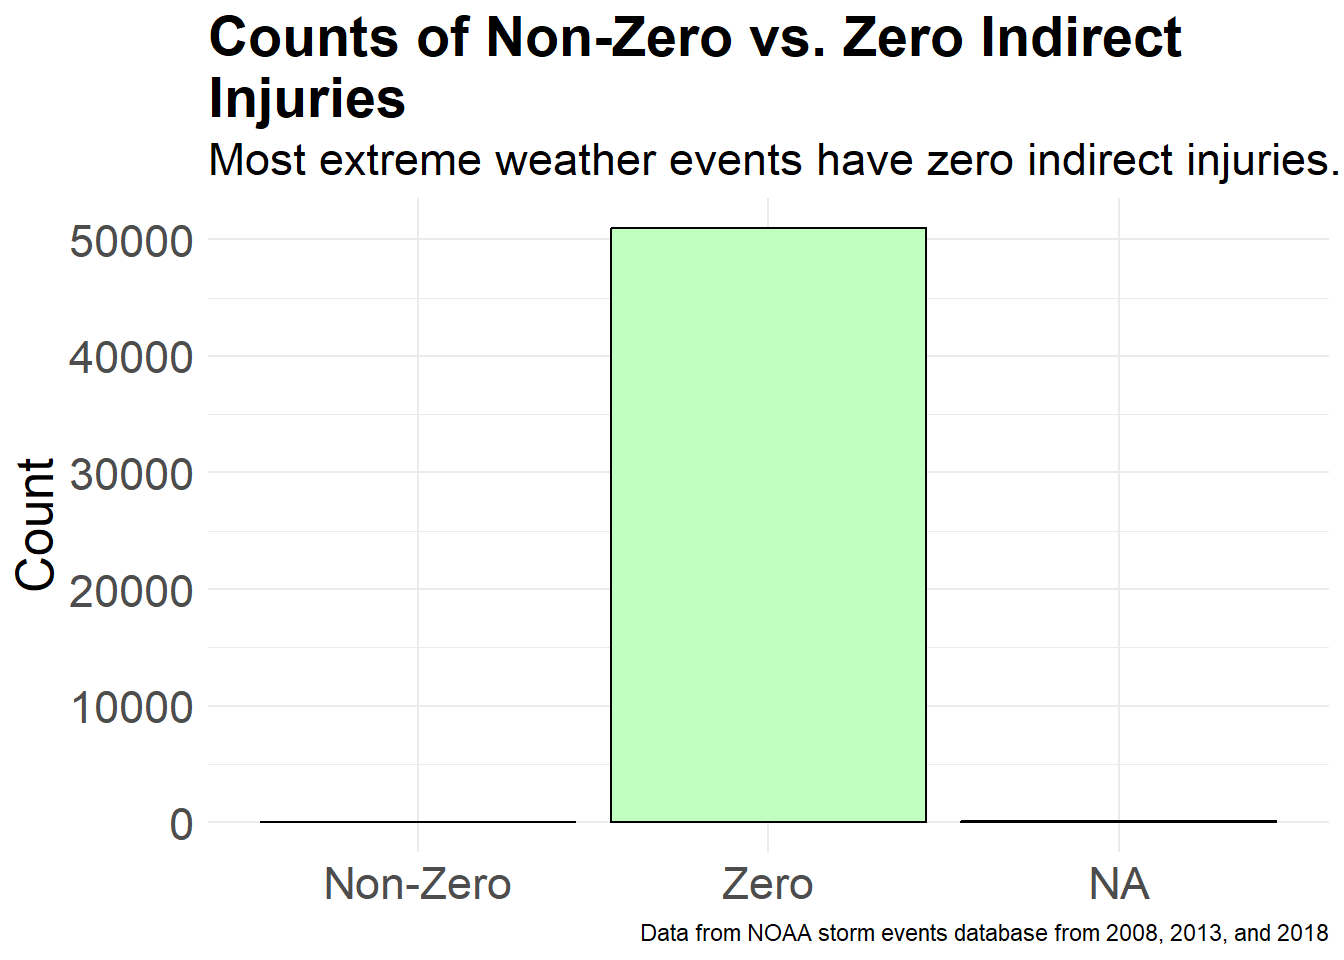 Counts of Non-Zero vs. Zero Indirect
Injuries
Most extreme weather events have zero indirect injuries.
50000
40000
30000
20000
10000
0
Count
Non-Zero
Zero
NA
Data from NOAA storm events database from 2008, 2013, and 2018